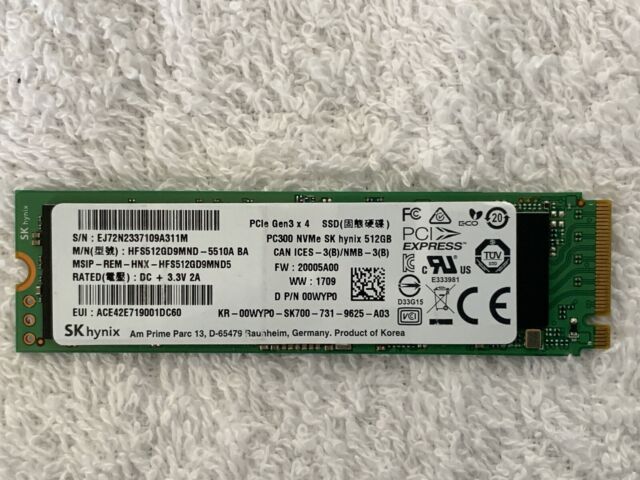 SK hynix
PCIe Gen3 x 4 SSD(固態硬碟)
S/N : EJ72N2337109A311M
PC300 NVMe SK hynix 512GB
M/N(型號) : HFS512GD9MND-5510A BA
CAN ICES-3(B)/NMB-3(B)
MSIP-REM-HNX-HFS512GD9MND5
FW : 20005A00
RATED(電壓) : DC + 3.3V 2A
WW : 1709
D P/N 00WYP0
EUI : ACE42E719001DC60
KR-00WYP0-SK700-731-9625-A03
SK hynix
Am Prime Parc 13, D-65479 Raunheim, Germany. Product of Korea
FC
ECO
20
PCI
EXPRESS
TUV
c RU US
E333981
D33G15
CE